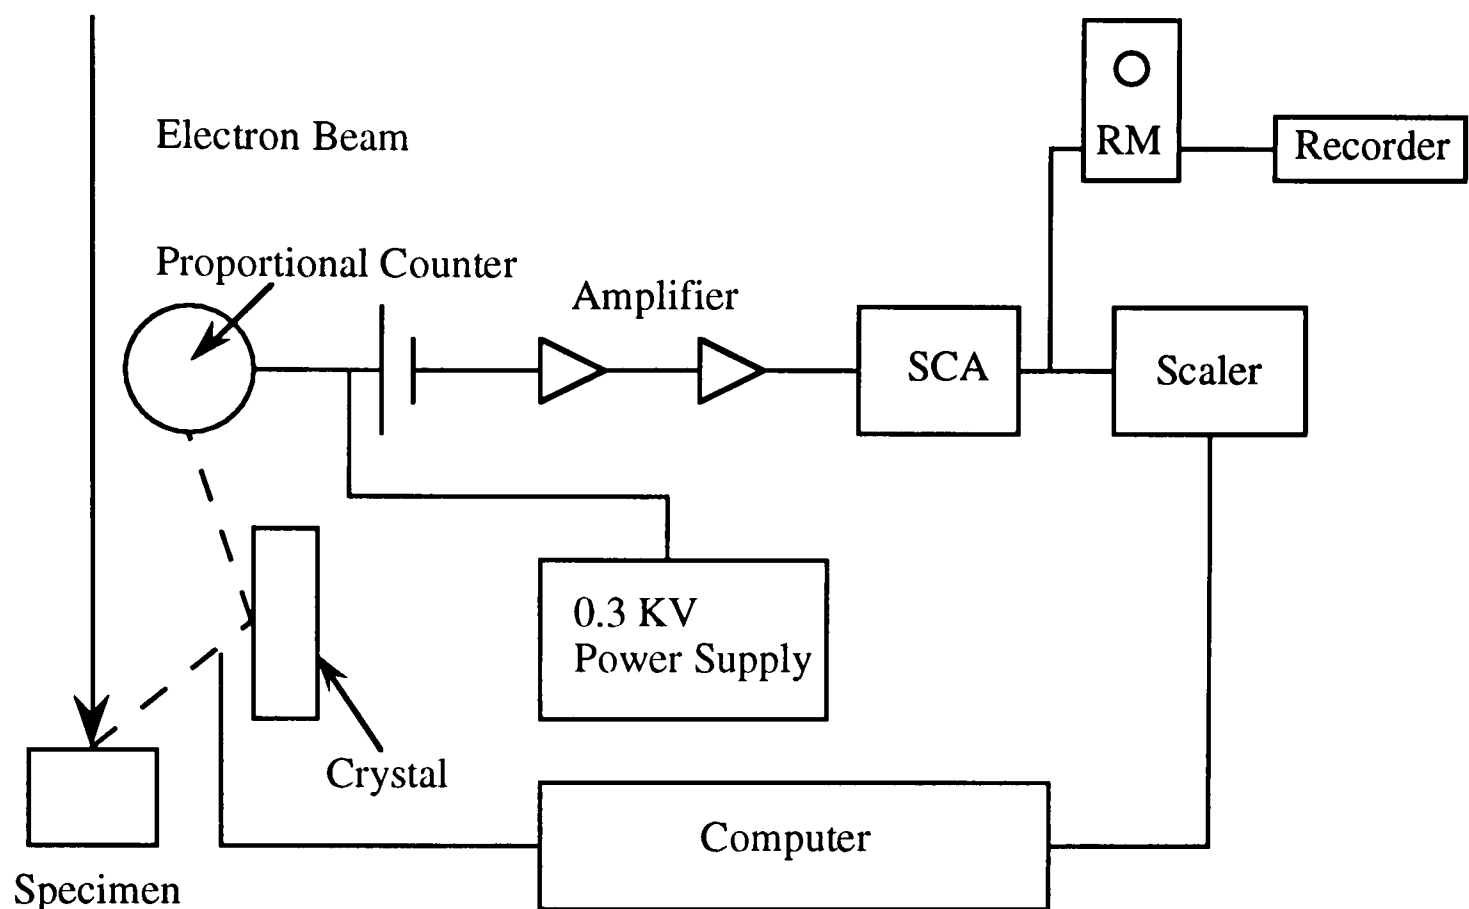 Electron Beam
RM
Recorder
Proportional Counter
Amplifier
SCA
Scaler
0.3 KV
Power Supply
Crystal
Computer
Specimen